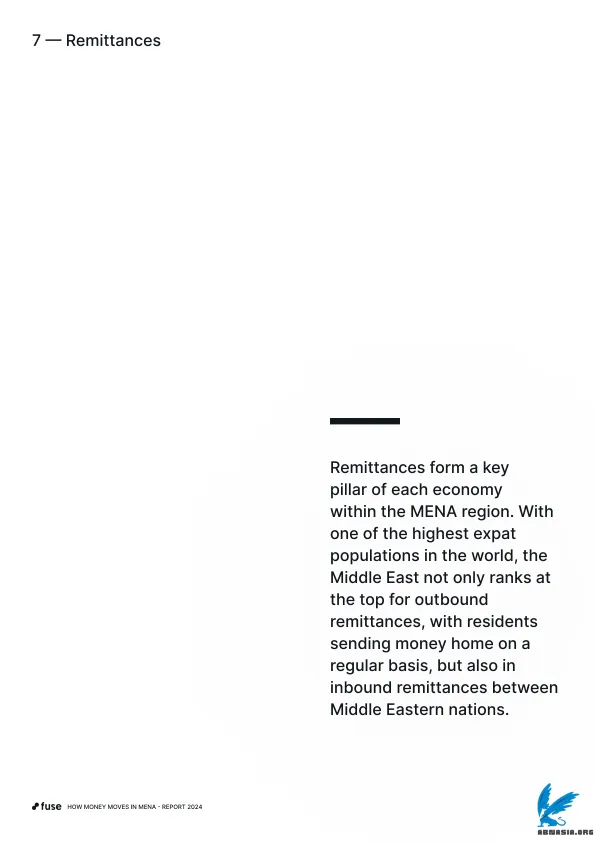 7 — Remittances
Remittances form a key
pillar of each economy
within the MENA region. With
one of the highest expat
populations in the world, the
Middle East not only ranks at
the top for outbound
remittances, with residents
sending money home on a
regular basis, but also in
inbound remittances between
Middle Eastern nations.
fuse HOW MONEY MOVES IN MENA - REPORT 2024
ABNASIA.ORG